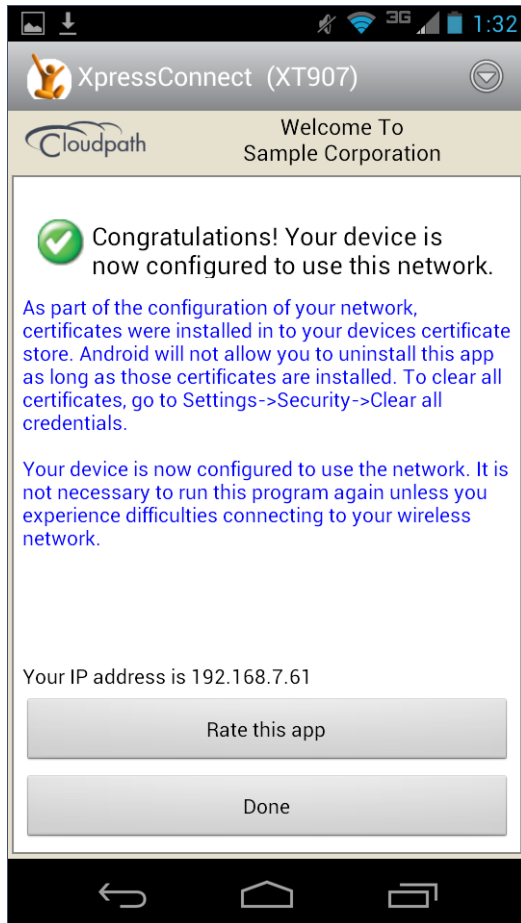 3G 1:32
XpressConnect (XT907)
Cloudpath
Welcome To
Sample Corporation
Congratulations! Your device is
now configured to use this network.
As part of the configuration of your network,
certificates were installed in to your devices certificate
store. Android will not allow you to uninstall this app
as long as those certificates are installed. To clear all
certificates, go to Settings->Security->Clear all
credentials.
Your device is now configured to use the network. It is
not necessary to run this program again unless you
experience difficulties connecting to your wireless
network.
Your IP address is 192.168.7.61
Rate this app
Done